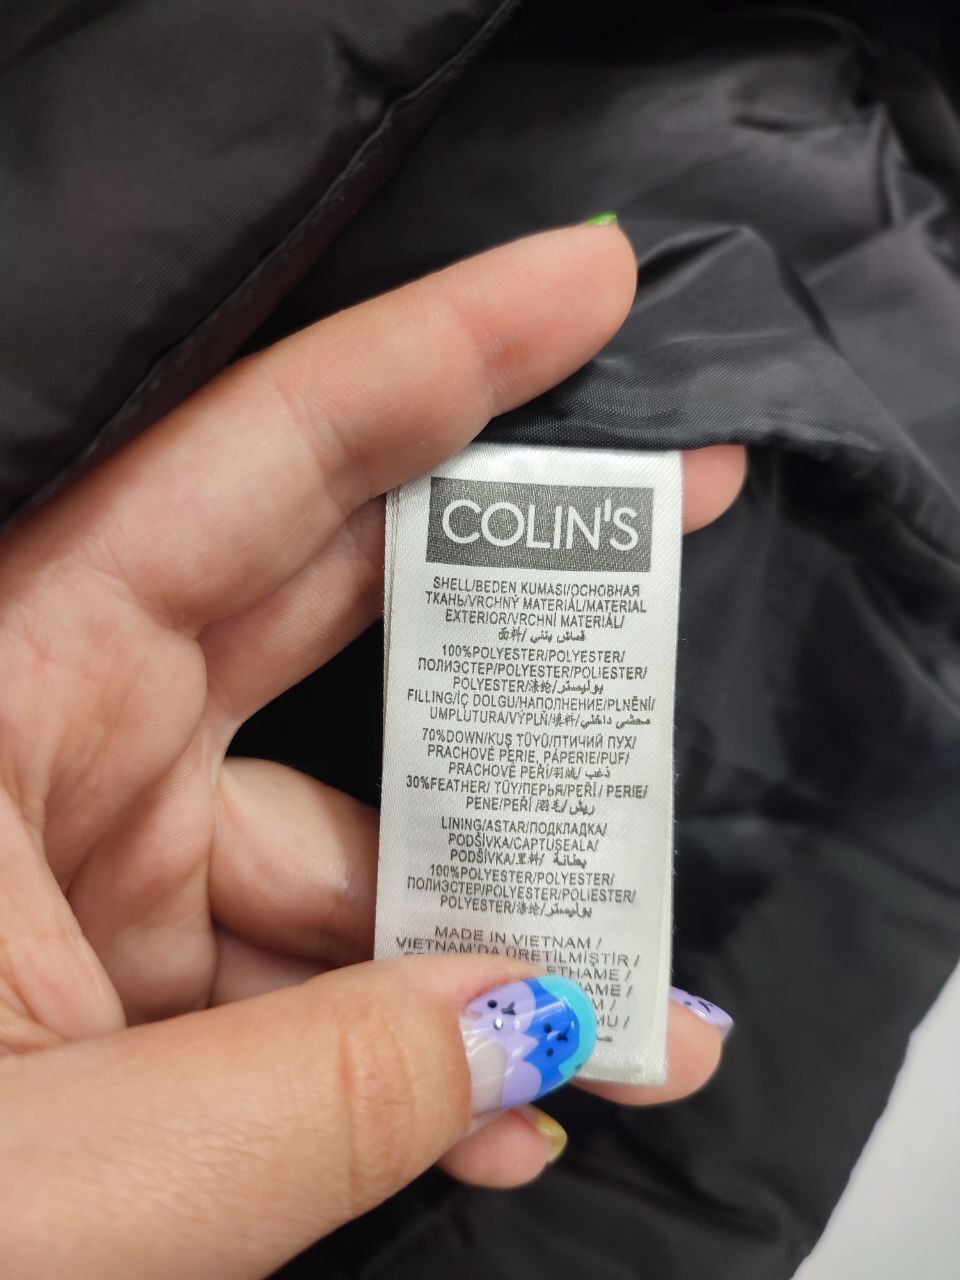 COLIN'S
SHELL/BEDEN KUMASI/ОСНОВНАЯ
ТКАНЬ/VRCHNÝ MATERIÁL/MATERIAL
EXTERIOR/VRCHNÍ MATERIÁL/
面料/ قماش بثني
100%POLYESTER/POLYESTER/
ПОЛИЭСТЕР/POLYESTER/POLIESTER/
POLYESTER/涤纶/بوليستر
FILLING/İÇ DOLGU/НАПОЛНЕНИЕ/PLNĚNÍ/
UMPLUTURA/VÝPLŇ/填料/محشي داخلي
70%DOWN/KUŞ TÜYÜ/ПТИЧИЙ ПУХ/
PRACHOVÉ PERIE, PÁPERIE/PUF/
PRACHOVÉ PEŘÍ/羽绒/ زغب
30%FEATHER/ TÜY/ПЕРЬЯ/PEŘÍ/ PERIE/
PENE/PEŘÍ /羽毛/ ريش
LINING/ASTAR/ПОДКЛАДКА/
PODŠÍVKA/CAPTUSEALA/
PODŠÍVKA/里料/ بطانة
100%POLYESTER/POLYESTER/
ПОЛИЭСТЕР/POLYESTER/POLIESTER/
POLYESTER/涤纶/بوليستر
MADE IN VIETNAM /
VIETNAM'DA ÜRETİLMİŞTİR /